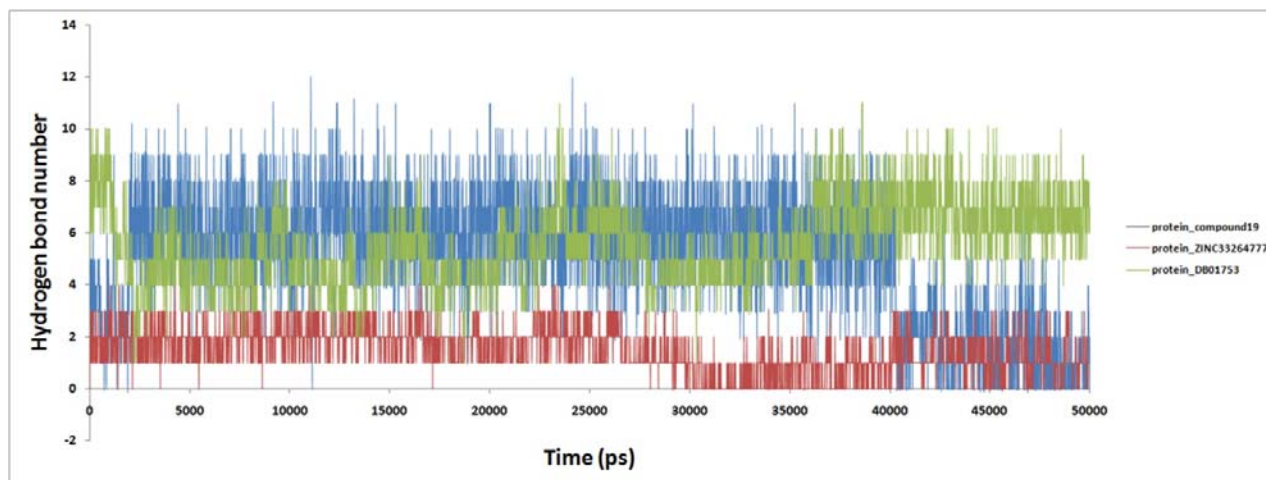 14
12
10
8
6
4
2
0
-2
Hydrogen bond number
0 5000 10000 15000 20000 25000 30000 35000 40000 45000 50000
Time (ps)
protein_compound19
protein_ZINC33264777
protein_DB01753